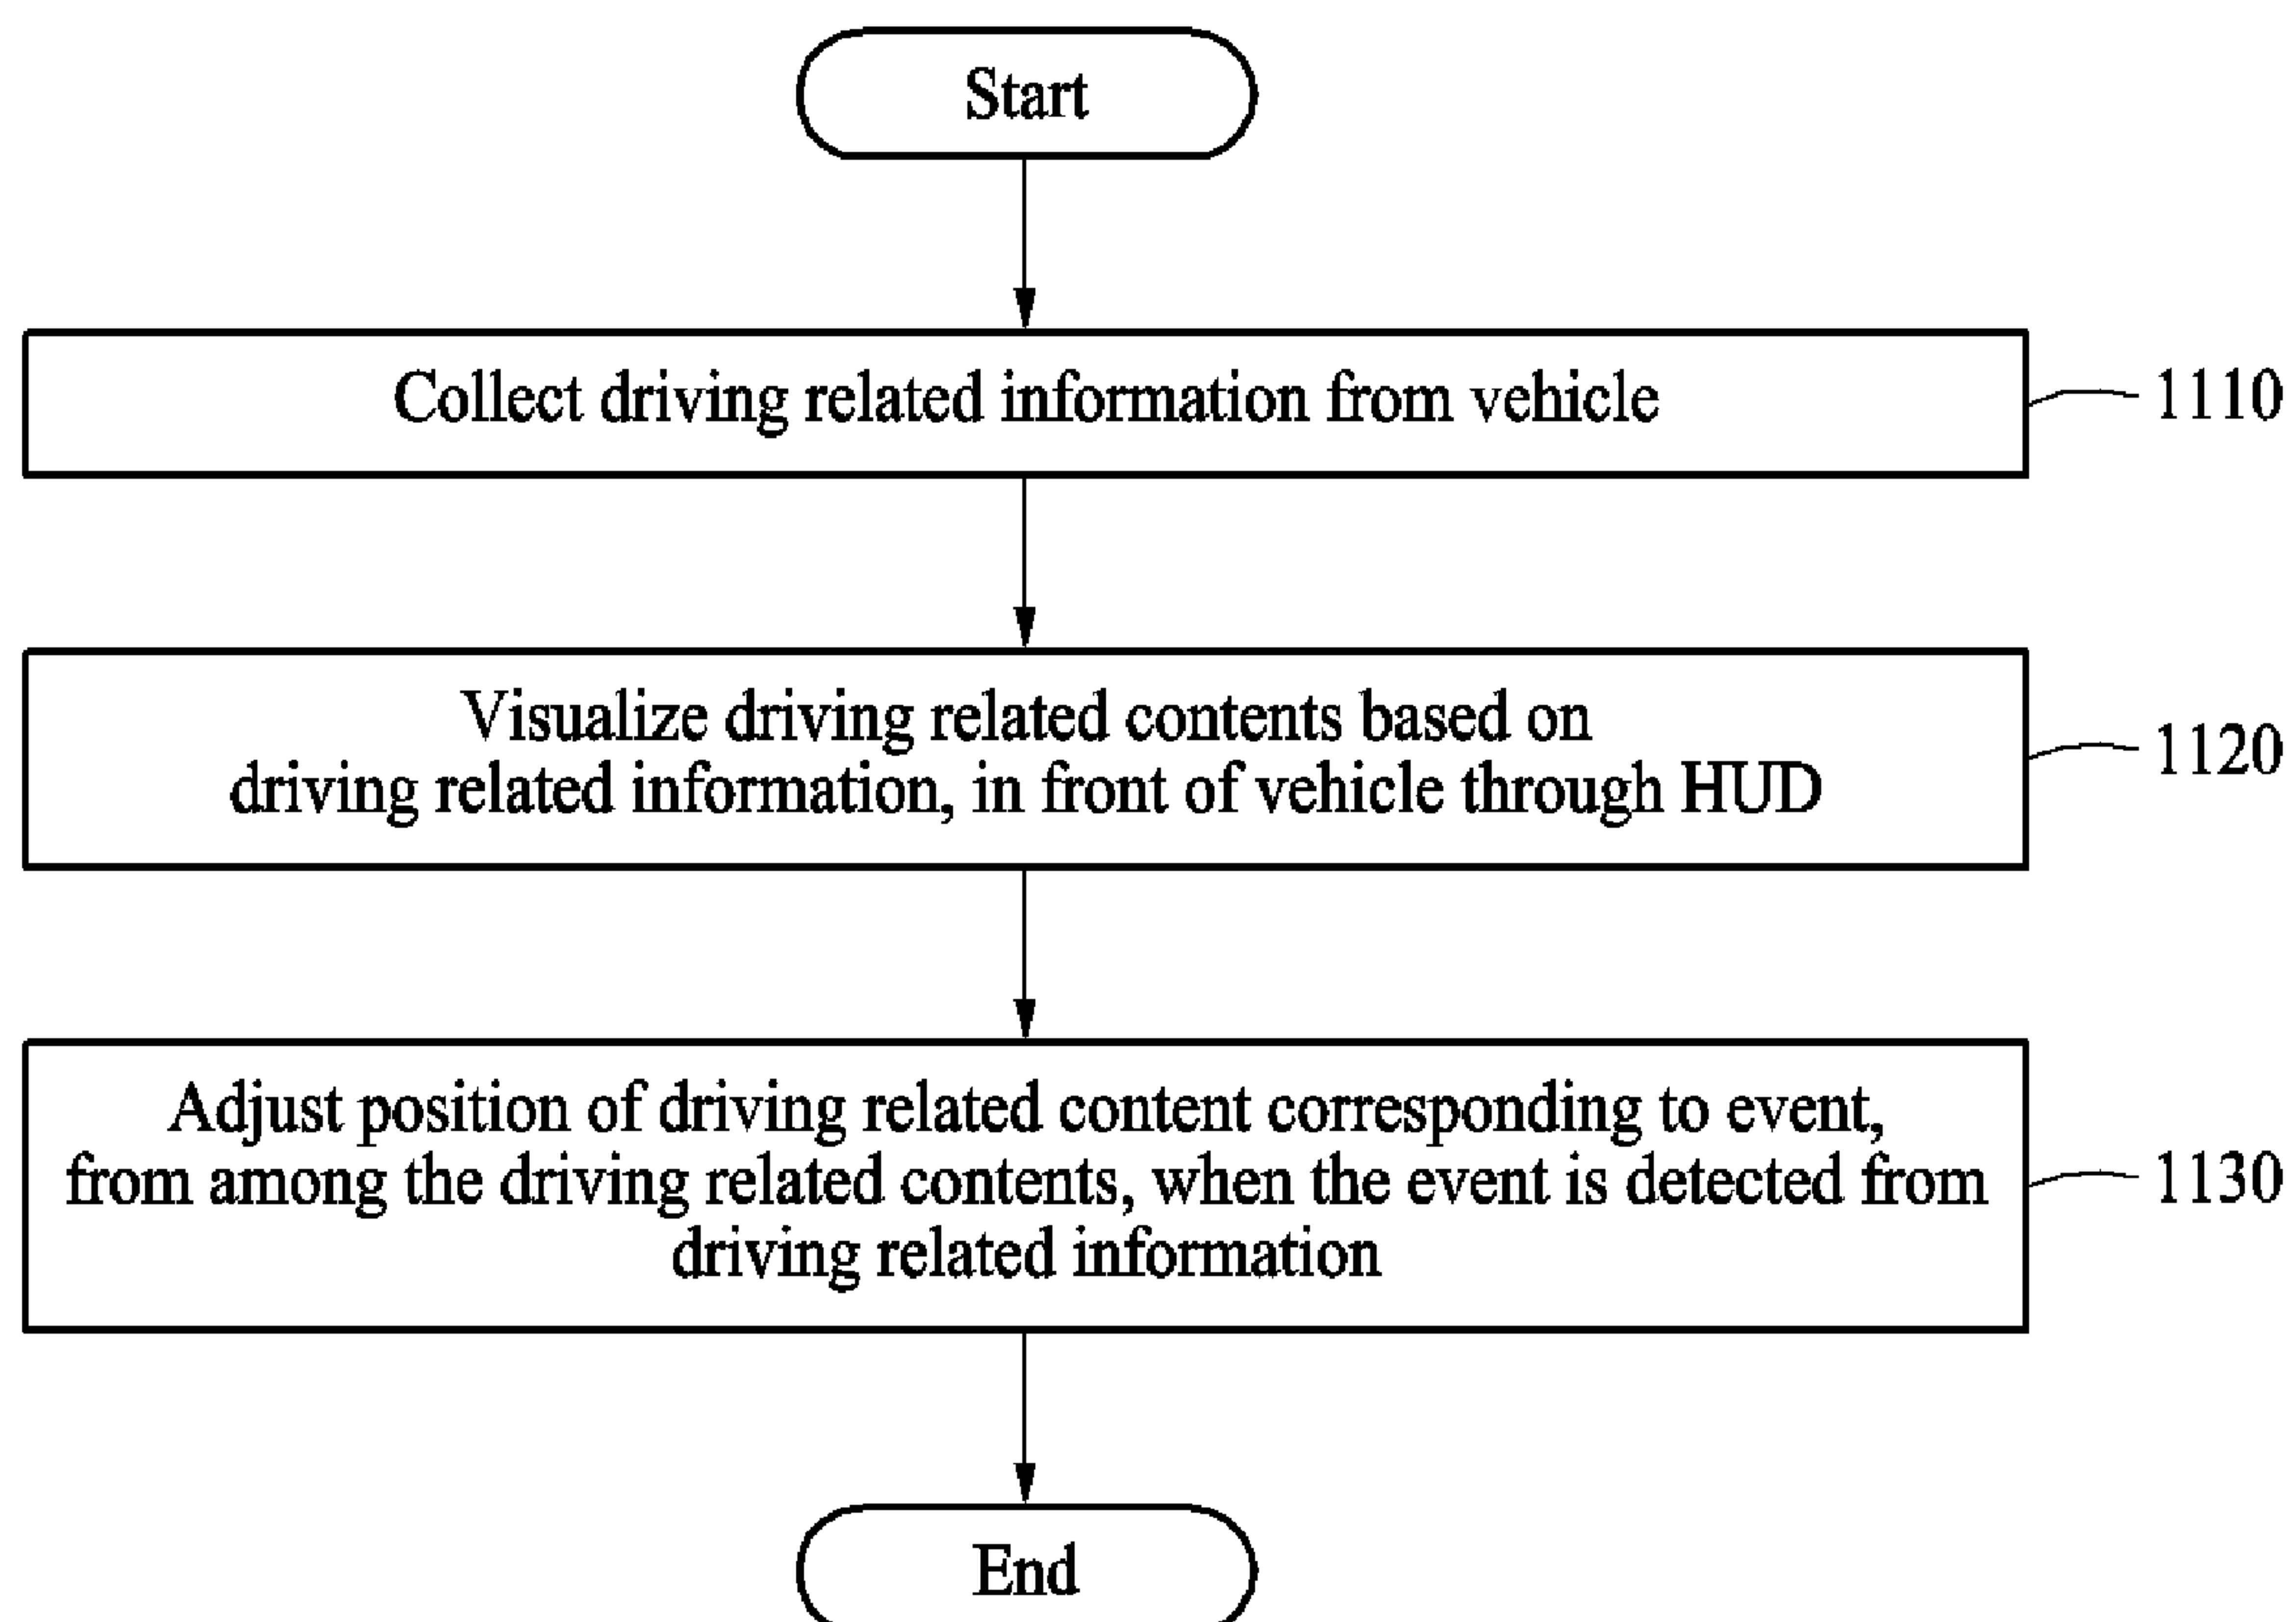 Start
Collect driving related information from vehicle
1110
Visualize driving related contents based on
driving related information, in front of vehicle through HUD
1120
Adjust position of driving related content corresponding to event,
from among the driving related contents, when the event is detected from
driving related information
1130
End